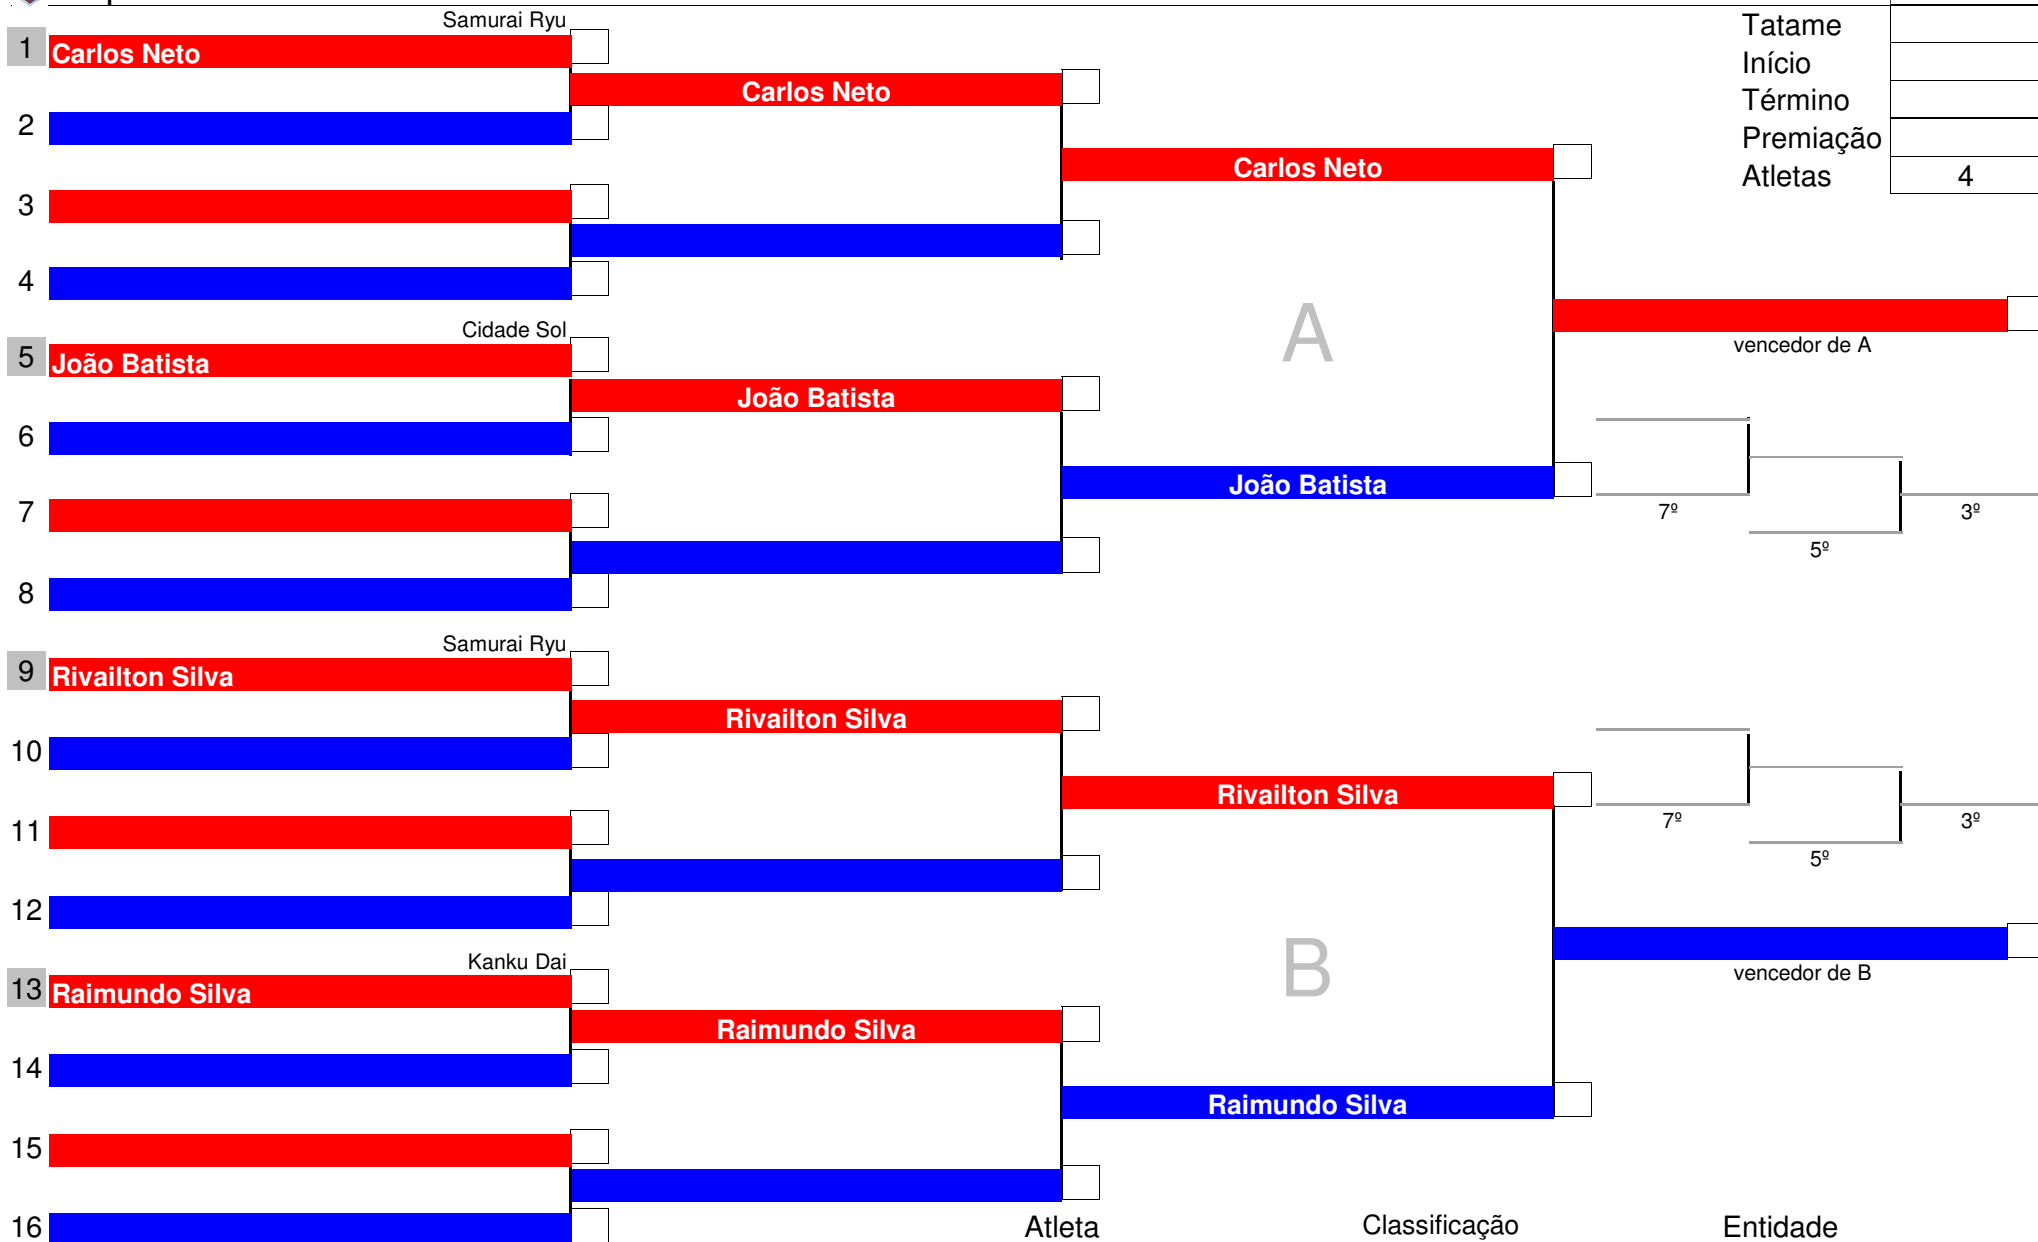 Samurai Ryu
Tatame
1 Carlos Neto
Início
Carlos Neto
Término
2
Premiação
Carlos Neto
Atletas 4
3
4
A
Cidade Sol
vencedor de A
5 João Batista
João Batista
6
João Batista
7
7º 3º
5º
8
Samurai Ryu
9 Rivailton Silva
Rivailton Silva
10
Rivailton Silva
11
7º 3º
5º
12
Kanku Dai
B
vencedor de B
13 Raimundo Silva
Raimundo Silva
14
Raimundo Silva
15
16
Atleta Classificação Entidade